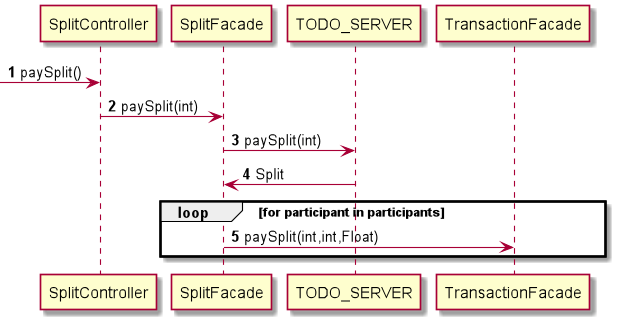 SplitController SplitFacade TODO_SERVER TransactionFacade
1 paySplit()
2 paySplit(int)
3 paySplit(int)
4 Split
loop [for participant in participants]
5 paySplit(int,int,Float)
SplitController SplitFacade TODO_SERVER TransactionFacade